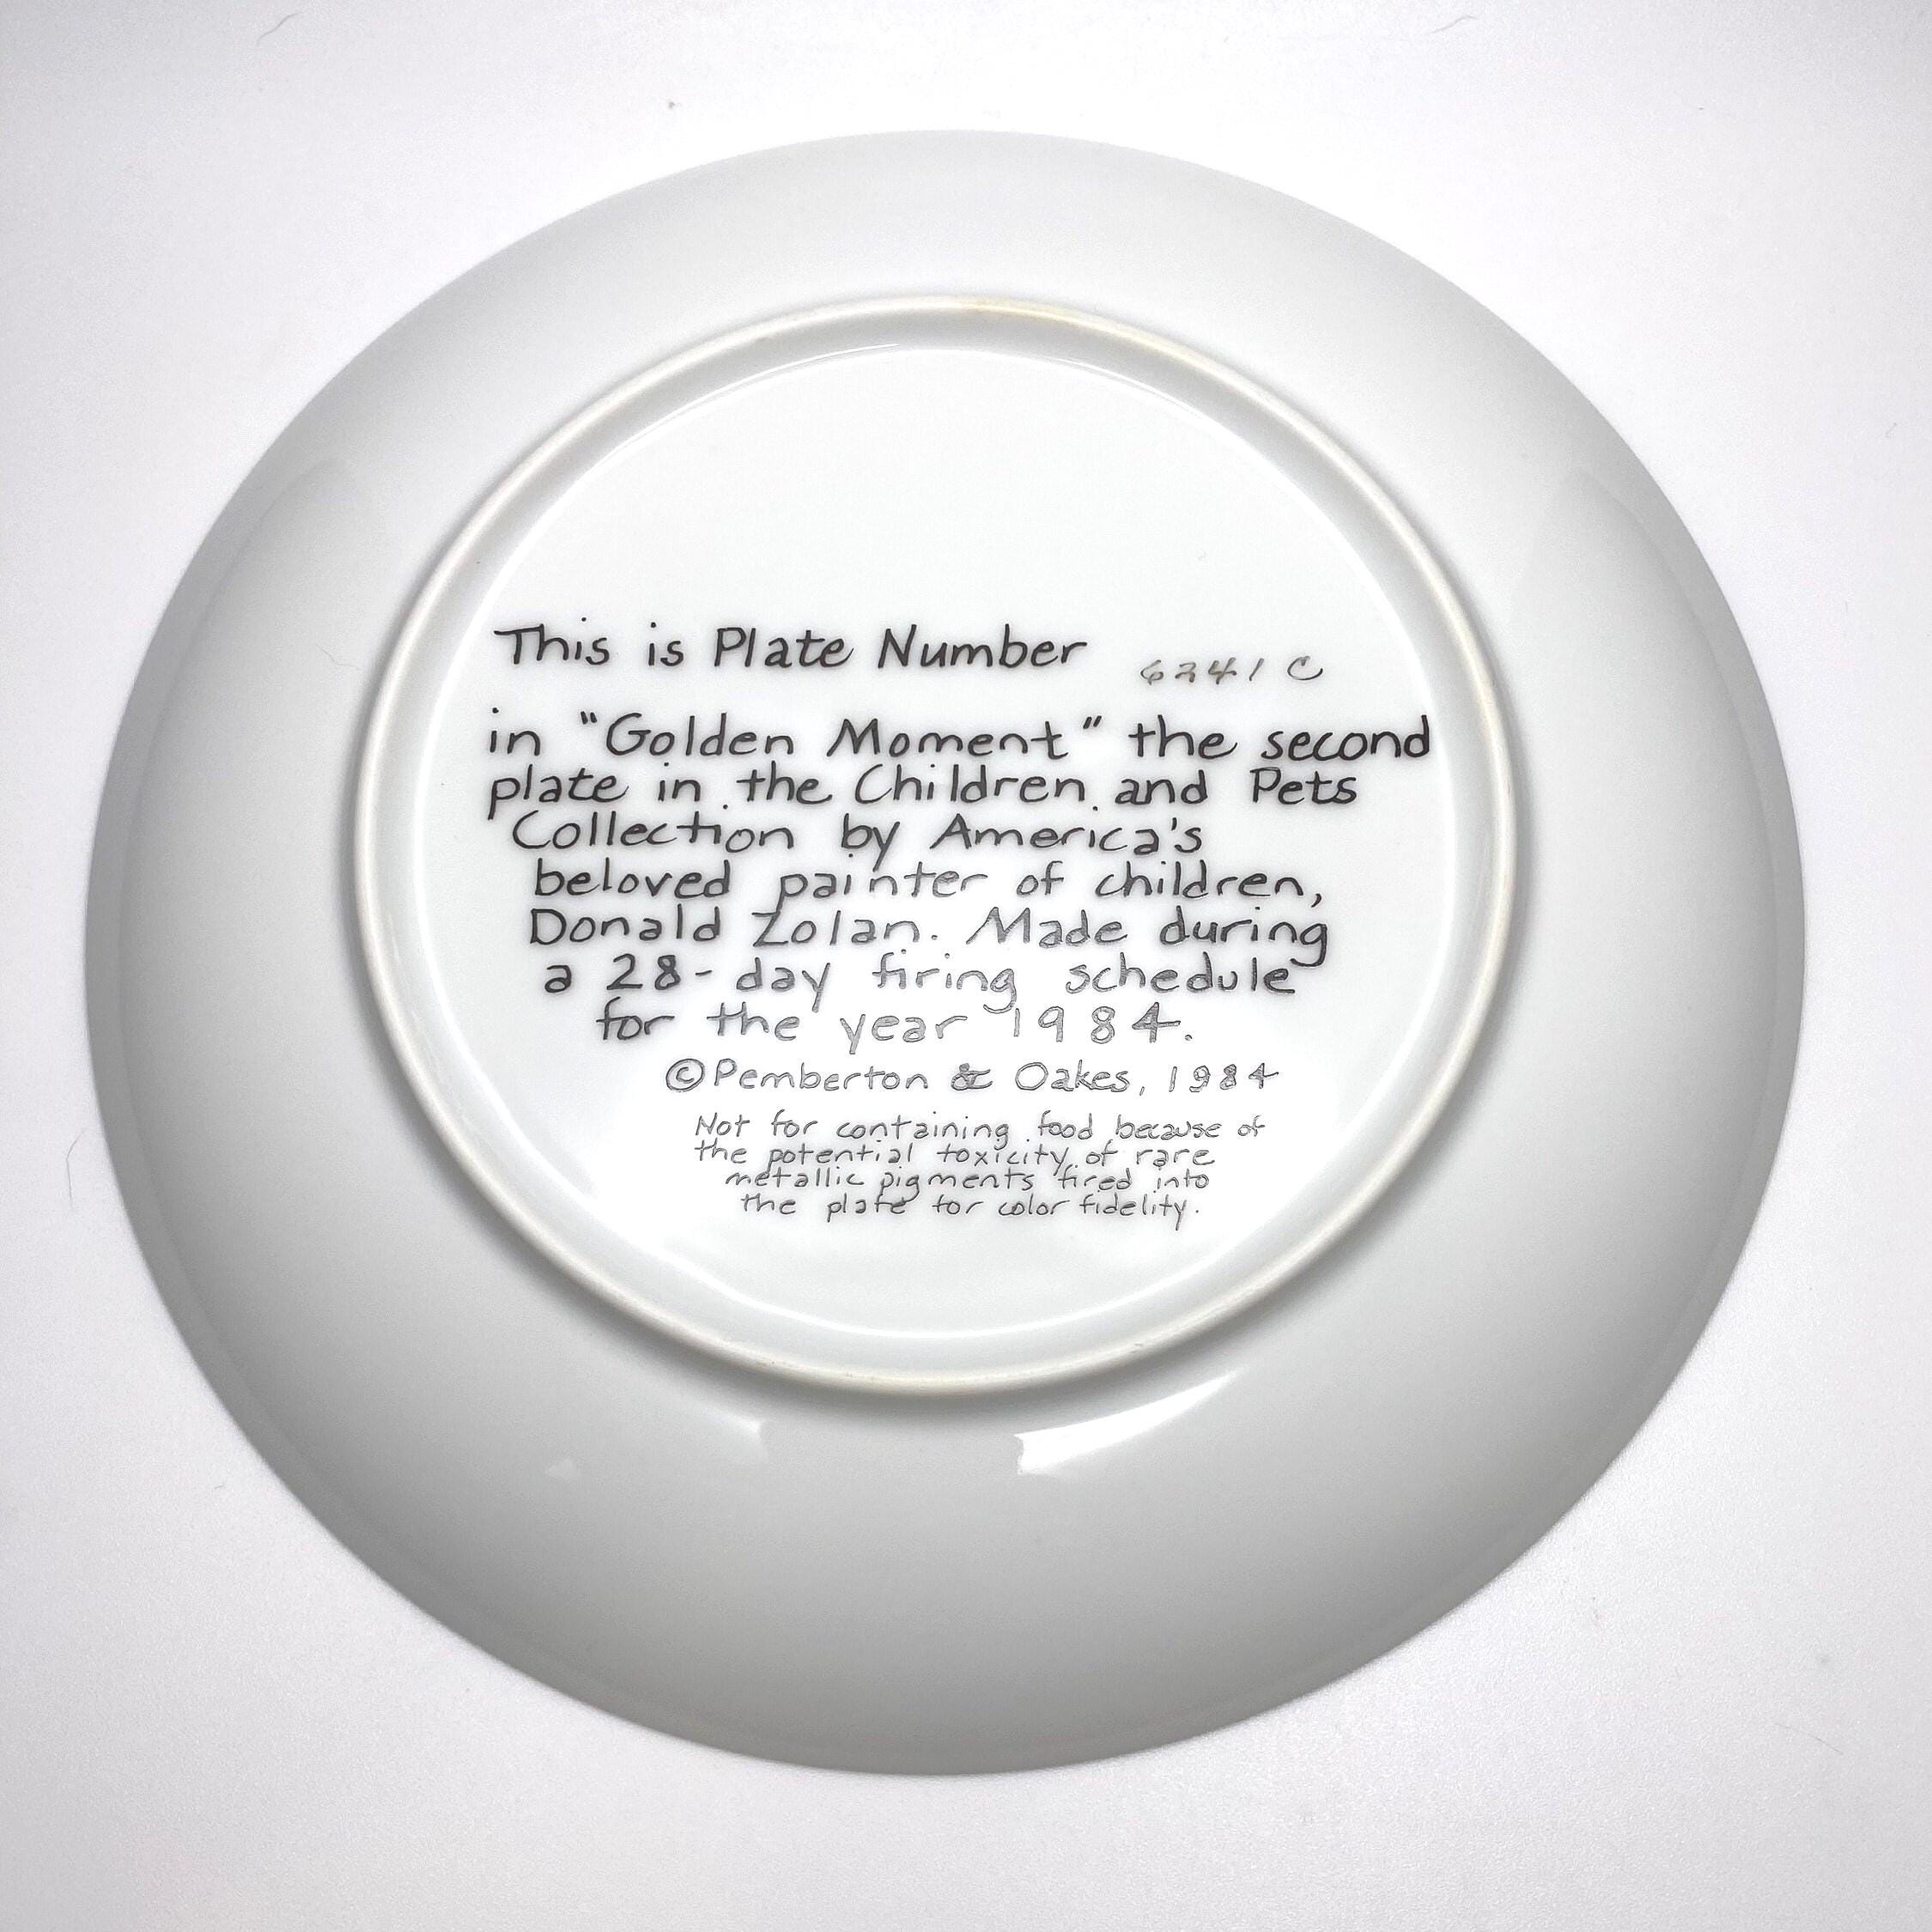 This is Plate Number 6241 C
in "Golden Moment" the second
plate in the Children and Pets
Collection by America's
beloved painter of children,
Donald Zolan. Made during
a 28-day firing schedule
for the year 1984.
©Pemberton & Oakes, 1984
Not for containing food because of
the potential toxicity of rare
metallic pigments fired into
the plate for color fidelity.